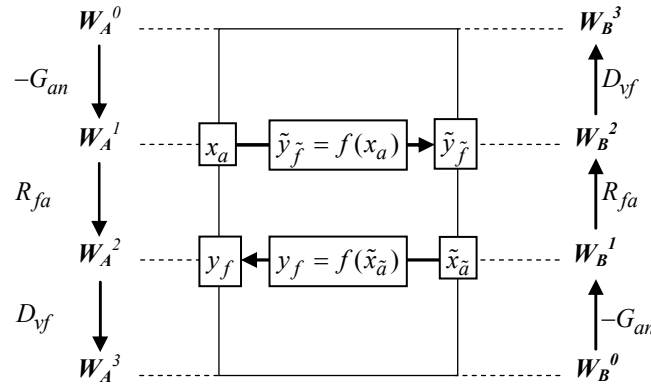 W_A^0 W_B^3
–G_an D_vf
W_A^1 x_a ỹ_f̃ = f(x_a) ỹ_f̃ W_B^2
R_fa R_fa
W_A^2 y_f y_f = f(x̃_ã) x̃_ã W_B^1
D_vf –G_an
W_A^3 W_B^0